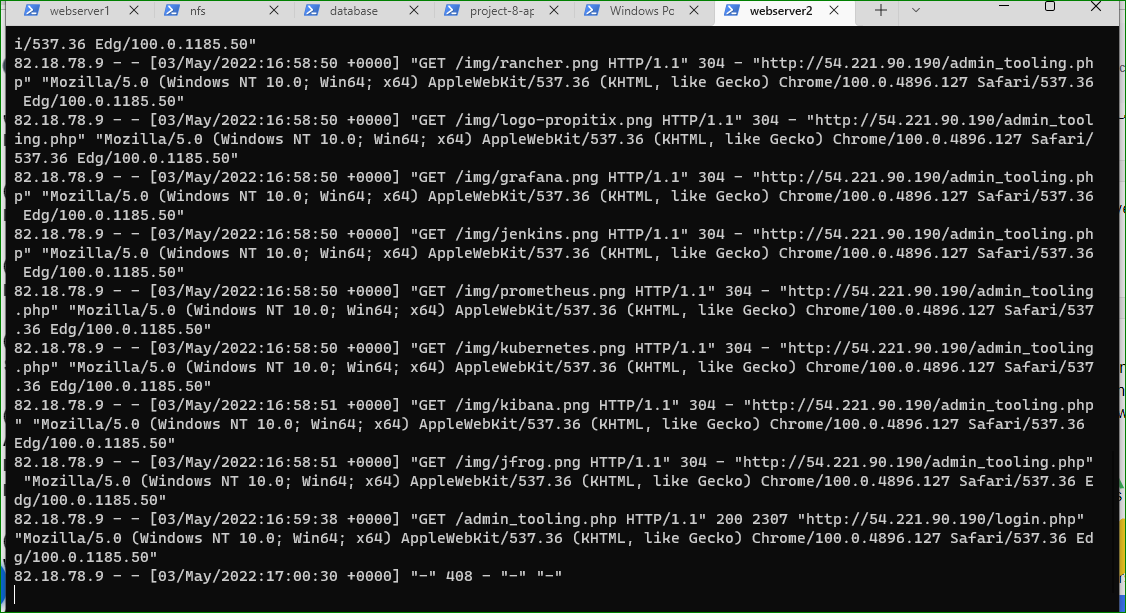 webserver1
nfs
database
project-8-ap
Windows Po
webserver2
i/537.36 Edg/100.0.1185.50"
82.18.78.9 - - [03/May/2022:16:58:50 +0000] "GET /img/rancher.png HTTP/1.1" 304 - "http://54.221.90.190/admin_tooling.ph
p" "Mozilla/5.0 (Windows NT 10.0; Win64; x64) AppleWebKit/537.36 (KHTML, like Gecko) Chrome/100.0.4896.127 Safari/537.36
 Edg/100.0.1185.50"
82.18.78.9 - - [03/May/2022:16:58:50 +0000] "GET /img/logo-propitix.png HTTP/1.1" 304 - "http://54.221.90.190/admin_tool
ing.php" "Mozilla/5.0 (Windows NT 10.0; Win64; x64) AppleWebKit/537.36 (KHTML, like Gecko) Chrome/100.0.4896.127 Safari/
537.36 Edg/100.0.1185.50"
82.18.78.9 - - [03/May/2022:16:58:50 +0000] "GET /img/grafana.png HTTP/1.1" 304 - "http://54.221.90.190/admin_tooling.ph
p" "Mozilla/5.0 (Windows NT 10.0; Win64; x64) AppleWebKit/537.36 (KHTML, like Gecko) Chrome/100.0.4896.127 Safari/537.36
 Edg/100.0.1185.50"
82.18.78.9 - - [03/May/2022:16:58:50 +0000] "GET /img/jenkins.png HTTP/1.1" 304 - "http://54.221.90.190/admin_tooling.ph
p" "Mozilla/5.0 (Windows NT 10.0; Win64; x64) AppleWebKit/537.36 (KHTML, like Gecko) Chrome/100.0.4896.127 Safari/537.36
 Edg/100.0.1185.50"
82.18.78.9 - - [03/May/2022:16:58:50 +0000] "GET /img/prometheus.png HTTP/1.1" 304 - "http://54.221.90.190/admin_tooling
.php" "Mozilla/5.0 (Windows NT 10.0; Win64; x64) AppleWebKit/537.36 (KHTML, like Gecko) Chrome/100.0.4896.127 Safari/537
.36 Edg/100.0.1185.50"
82.18.78.9 - - [03/May/2022:16:58:50 +0000] "GET /img/kubernetes.png HTTP/1.1" 304 - "http://54.221.90.190/admin_tooling
.php" "Mozilla/5.0 (Windows NT 10.0; Win64; x64) AppleWebKit/537.36 (KHTML, like Gecko) Chrome/100.0.4896.127 Safari/537
.36 Edg/100.0.1185.50"
82.18.78.9 - - [03/May/2022:16:58:51 +0000] "GET /img/kibana.png HTTP/1.1" 304 - "http://54.221.90.190/admin_tooling.php
" "Mozilla/5.0 (Windows NT 10.0; Win64; x64) AppleWebKit/537.36 (KHTML, like Gecko) Chrome/100.0.4896.127 Safari/537.36
Edg/100.0.1185.50"
82.18.78.9 - - [03/May/2022:16:58:51 +0000] "GET /img/jfrog.png HTTP/1.1" 304 - "http://54.221.90.190/admin_tooling.php"
 "Mozilla/5.0 (Windows NT 10.0; Win64; x64) AppleWebKit/537.36 (KHTML, like Gecko) Chrome/100.0.4896.127 Safari/537.36 E
dg/100.0.1185.50"
82.18.78.9 - - [03/May/2022:16:59:38 +0000] "GET /admin_tooling.php HTTP/1.1" 200 2307 "http://54.221.90.190/login.php"
"Mozilla/5.0 (Windows NT 10.0; Win64; x64) AppleWebKit/537.36 (KHTML, like Gecko) Chrome/100.0.4896.127 Safari/537.36 Ed
g/100.0.1185.50"
82.18.78.9 - - [03/May/2022:17:00:30 +0000] "-" 408 - "-" "-"